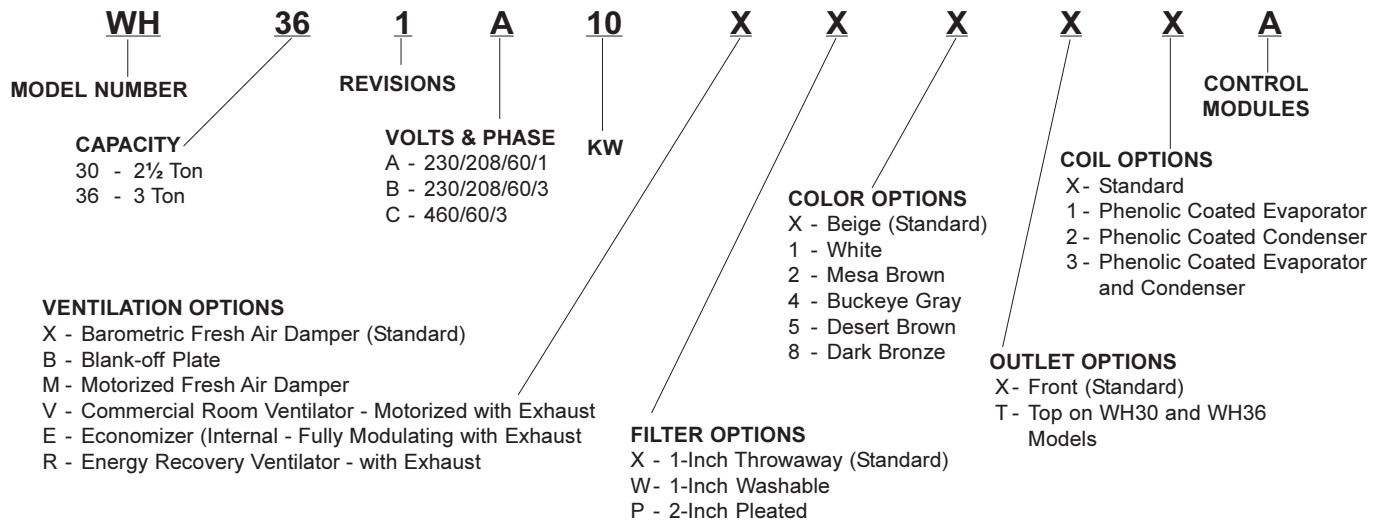 WH 36 1 A 10 X X X X X A
MODEL NUMBER
REVISIONS
CONTROL
MODULES
CAPACITY
30 - 2½ Ton
36 - 3 Ton
VOLTS & PHASE
A - 230/208/60/1
B - 230/208/60/3
C - 460/60/3
KW
COIL OPTIONS
X - Standard
1 - Phenolic Coated Evaporator
2 - Phenolic Coated Condenser
3 - Phenolic Coated Evaporator
and Condenser
COLOR OPTIONS
X - Beige (Standard)
1 - White
2 - Mesa Brown
4 - Buckeye Gray
5 - Desert Brown
8 - Dark Bronze
VENTILATION OPTIONS
X - Barometric Fresh Air Damper (Standard)
B - Blank-off Plate
M - Motorized Fresh Air Damper
V - Commercial Room Ventilator - Motorized with Exhaust
E - Economizer (Internal - Fully Modulating with Exhaust
R - Energy Recovery Ventilator - with Exhaust
OUTLET OPTIONS
X - Front (Standard)
T - Top on WH30 and WH36
Models
FILTER OPTIONS
X - 1-Inch Throwaway (Standard)
W - 1-Inch Washable
P - 2-Inch Pleated